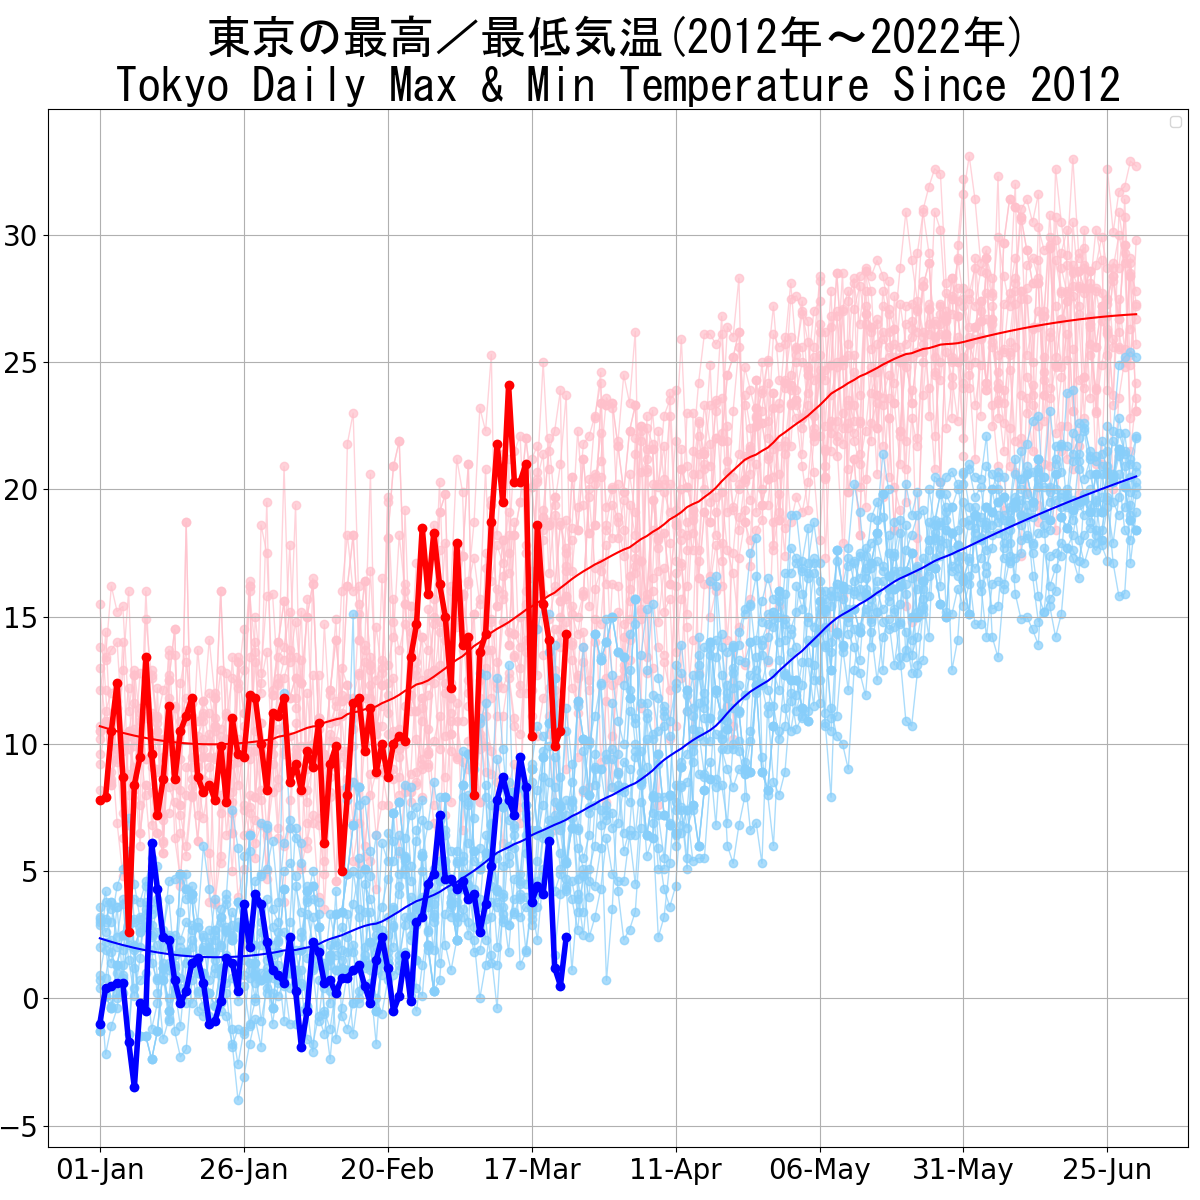 東京の最高／最低気温(2012年～2022年)
Tokyo Daily Max & Min Temperature Since 2012
30
25
20
15
10
5
0
−5
01-Jan 26-Jan 20-Feb 17-Mar 11-Apr 06-May 31-May 25-Jun